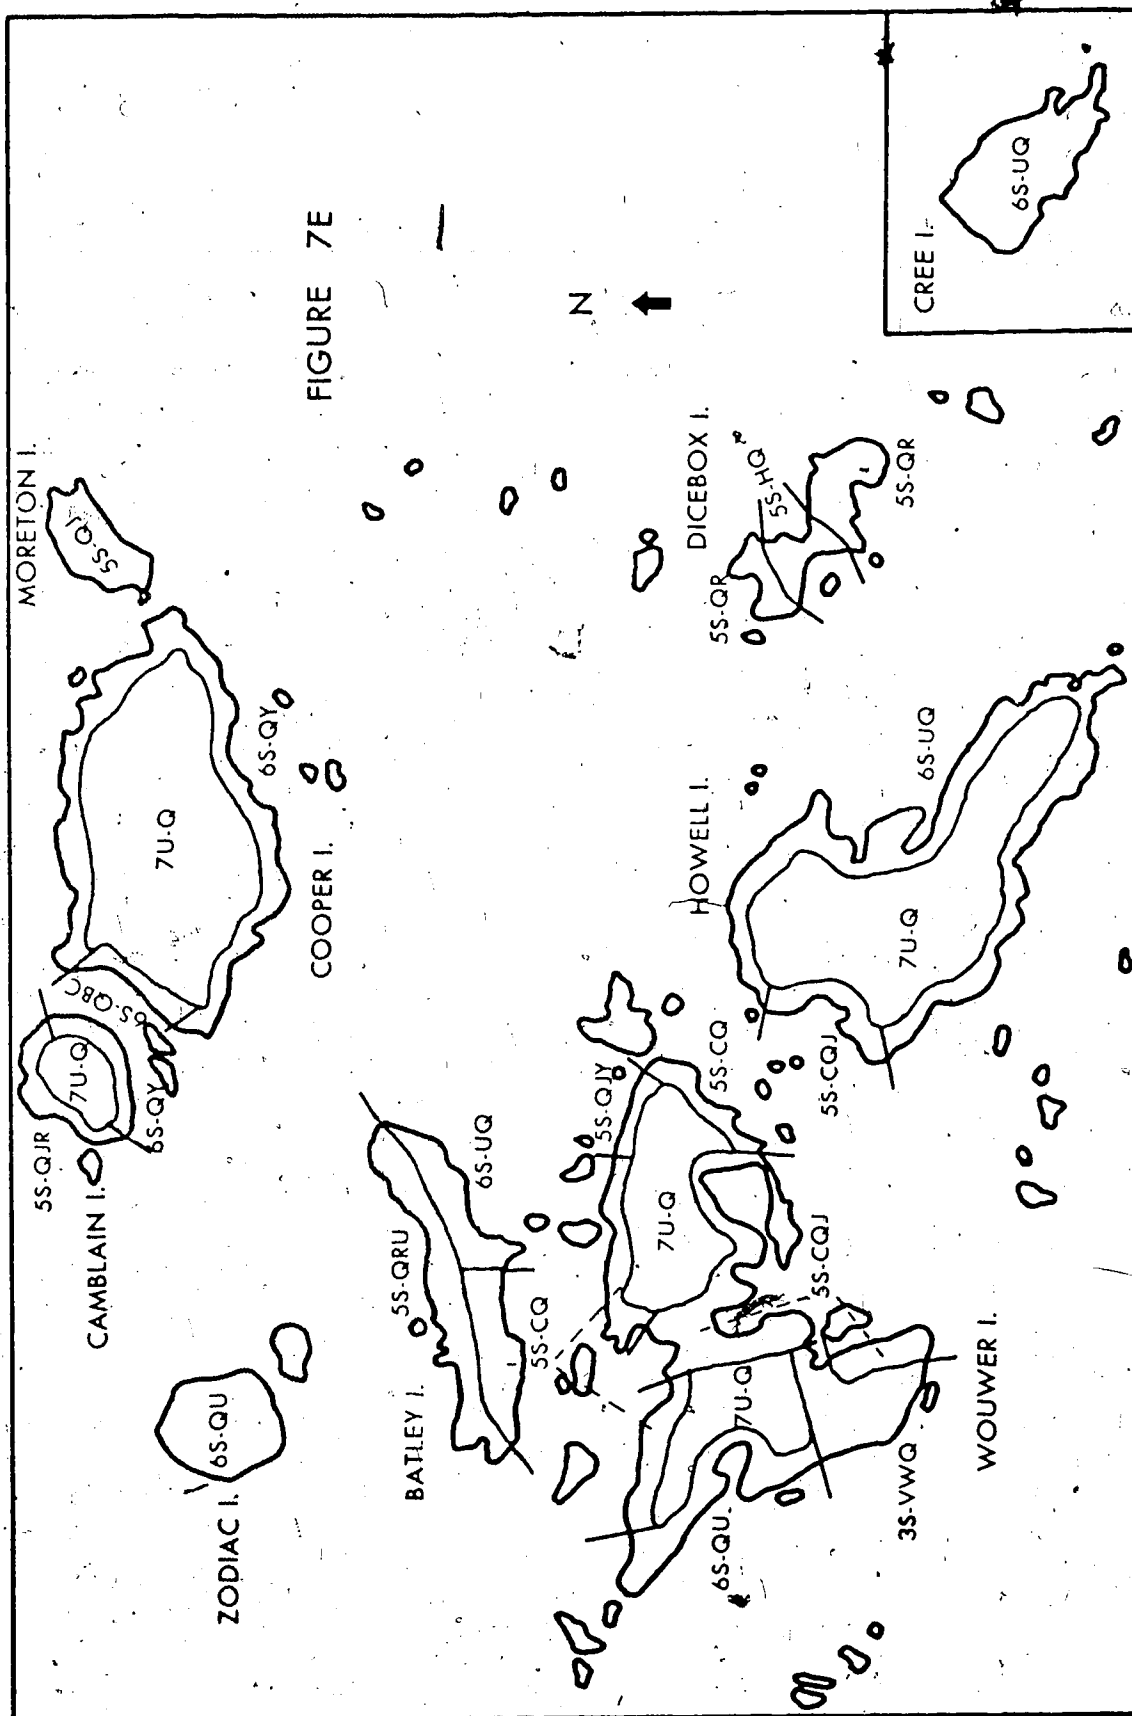 MORETON I.
5S-QJ
FIGURE 7E
N
CREE I.
6S-UQ
5S-QJR
7U-Q
6S-QY
6S-QBC
CAMBLAIN I.
7U-Q
6S-QY
COOPER I.
ZODIAC I.
6S-QU
BATLEY I.
5S-QRU
6S-UQ
5S-CQ
DICEBOX I.
5S-QR
5S-HQ
5S-QR
HOWELL I.
6S-UQ
7U-Q
5S-CQJ
5S-QJY
5S-CQ
7U-Q
5S-CQJ
7U-Q
6S-QU
3S-VWQ
WOUWER I.